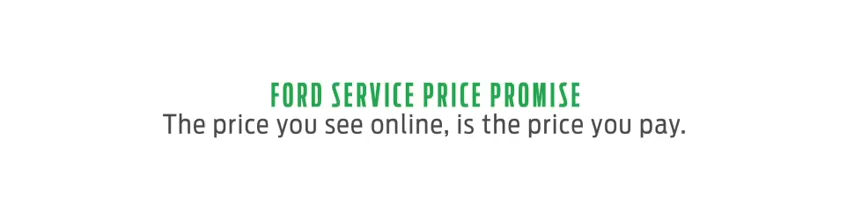 FORD SERVICE PRICE PROMISE
The price you see online, is the price you pay.